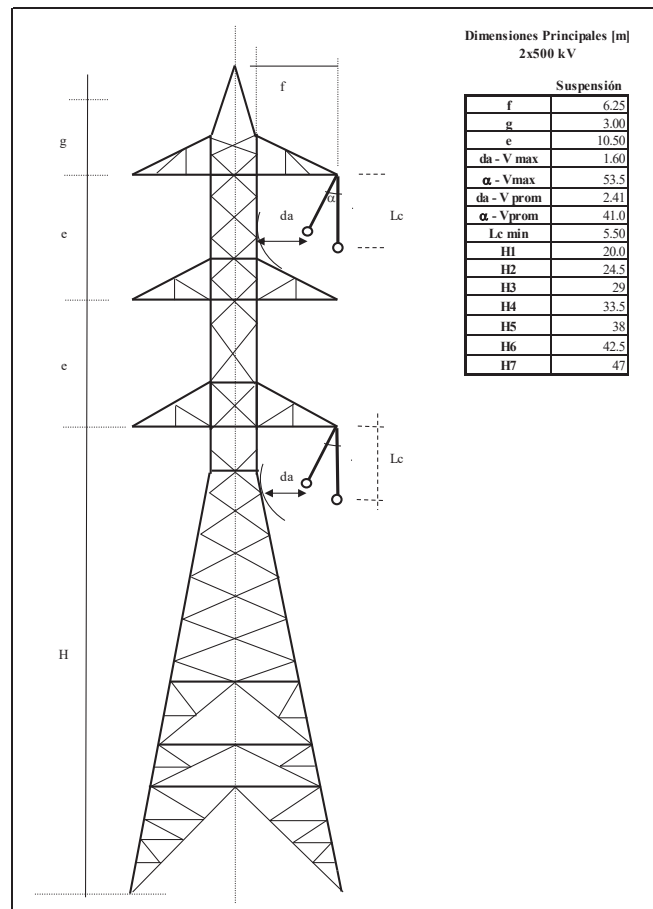 Dimensiones Principales [m]
2x500 kV
Suspensión
f 6.25
g 3.00
e 10.50
da - V max 1.60
α - Vmax 53.5
da - V prom 2.41
α - Vprom 41.0
Lc min 5.50
H1 20.0
H2 24.5
H3 29
H4 33.5
H5 38
H6 42.5
H7 47
f
g
α
da
Lc
e
e
da
Lc
H